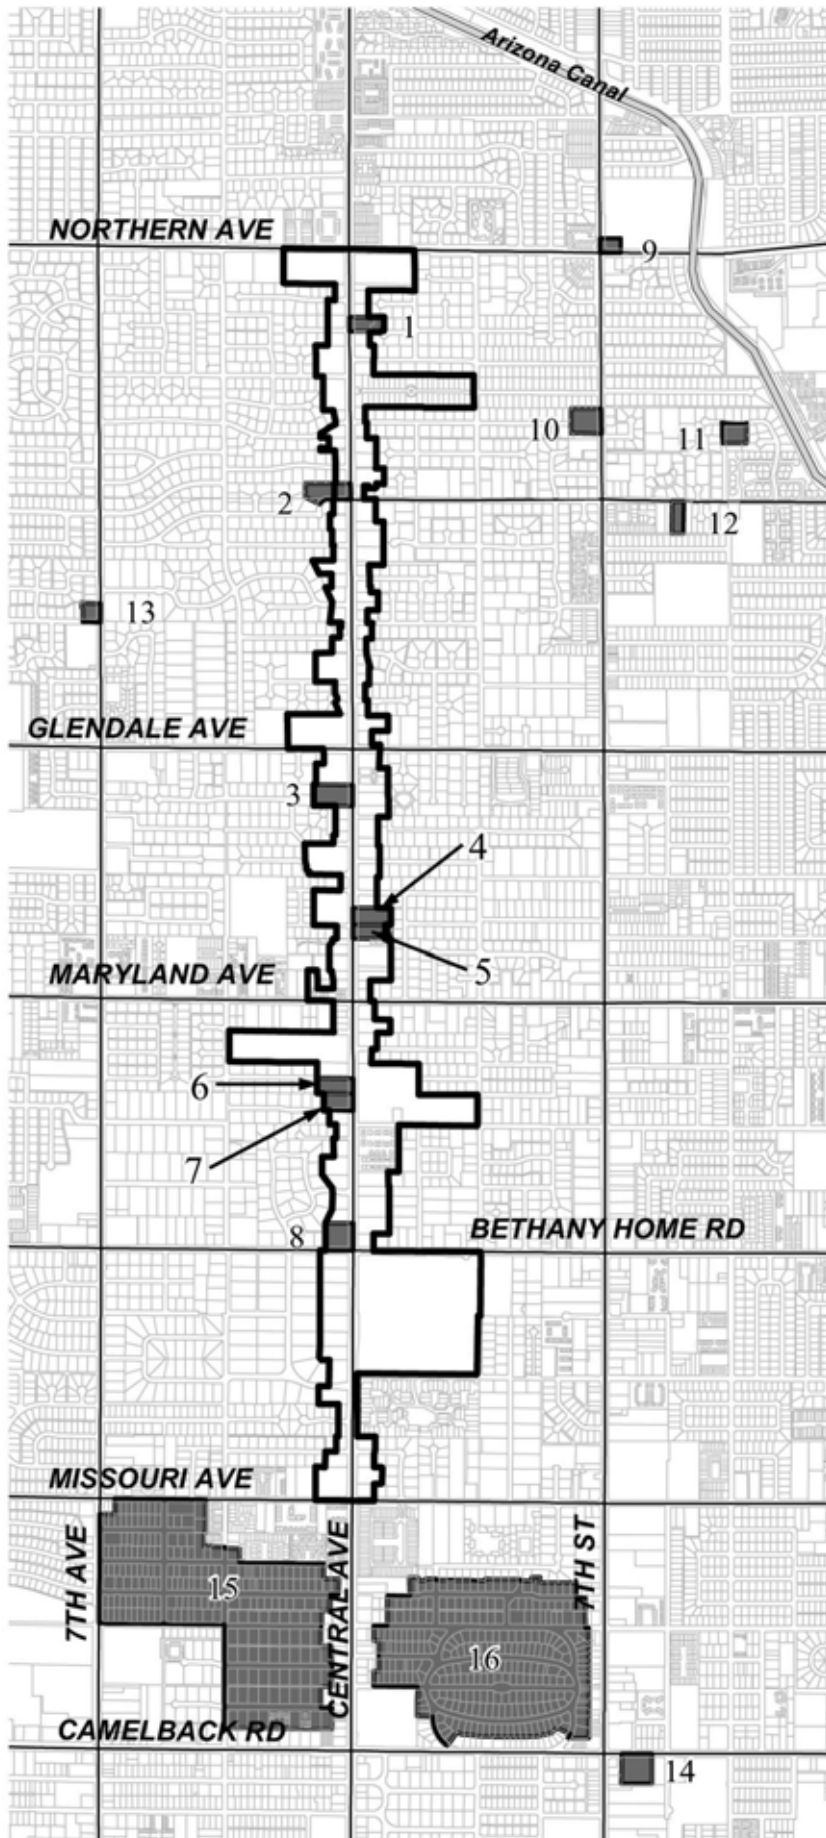 Arizona Canal
NORTHERN AVE
9
1
10
11
2
12
13
GLENDALE AVE
3
4
5
MARYLAND AVE
6
7
8
BETHANY HOME RD
MISSOURI AVE
7TH AVE
CENTRAL AVE
7TH ST
15
16
CAMELBACK RD
14